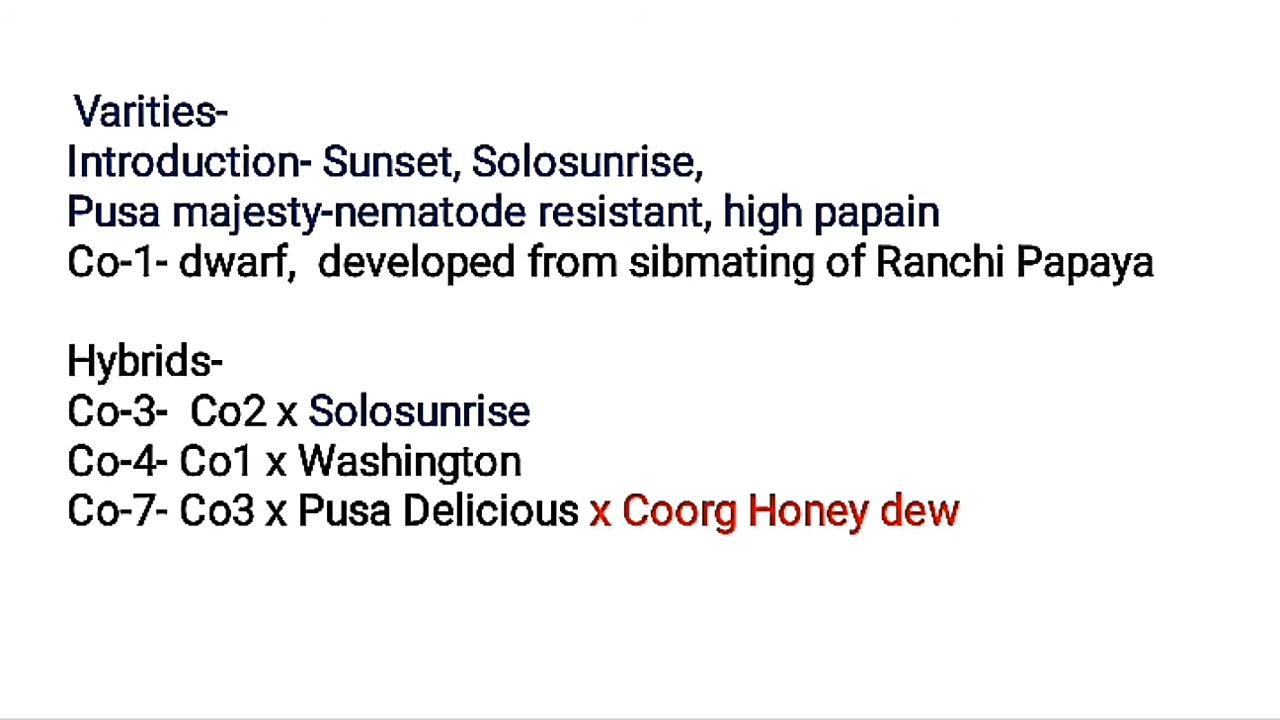 Varities-
Introduction- Sunset, Solosunrise,
Pusa majesty-nematode resistant, high papain
Co-1- dwarf,  developed from sibmating of Ranchi Papaya
Hybrids-
Co-3-  Co2 x Solosunrise
Co-4- Co1 x Washington
Co-7- Co3 x Pusa Delicious x Coorg Honey dew